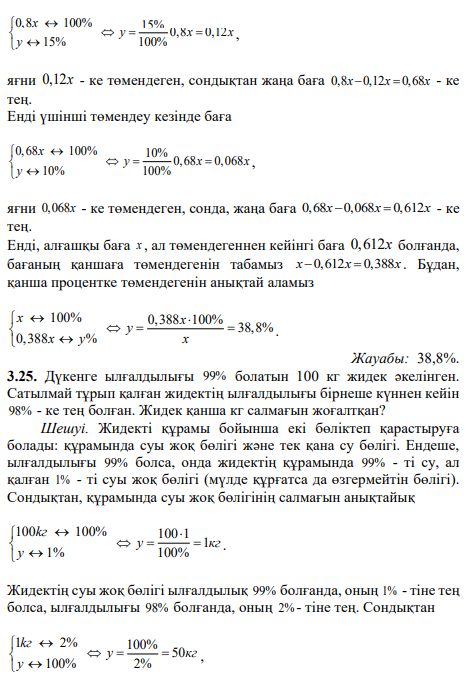 {0,8x ↔ 100%
{y ↔ 15%  ⇔ y = 15%/100% 0,8x = 0,12x,
яғни 0,12x - ке төмендеген, сондықтан жаңа баға 0,8x−0,12x=0,68x - ке
тең.
Енді үшінші төмендеу кезінде баға
{0,68x ↔ 100%
{y ↔ 10%  ⇔ y = 10%/100% 0,68x = 0,068x,
яғни 0,068x - ке төмендеген, сонда, жаңа баға 0,68x−0,068x=0,612x - ке
тең.
Енді, алғашқы баға x, ал төмендегеннен кейінгі баға 0,612x болғанда,
бағаның қаншаға төмендегенін табамыз x−0,612x=0,388x. Бұдан,
қанша процентке төмендегенін анықтай аламыз
{x ↔ 100%
{0,388x ↔ y%  ⇔ y = 0,388x·100%/x = 38,8%.
Жауабы: 38,8%.
3.25. Дүкенге ылғалдылығы 99% болатын 100 кг жидек әкелінген.
Сатылмай тұрып қалған жидектің ылғалдылығы бірнеше күннен кейін
98% - ке тең болған. Жидек қанша кг салмағын жоғалтқан?
Шешуі. Жидекті құрамы бойынша екі бөліктеп қарастыруға
болады: құрамында суы жоқ бөлігі және тек қана су бөлігі. Ендеше,
ылғалдылығы 99% болса, онда жидектің құрамында 99% - ті су, ал
қалған 1% - ті суы жоқ бөлігі (мүлде құрғатса да өзгермейтін бөлігі).
Сондықтан, құрамында суы жоқ бөлігінің салмағын анықтайық
{100кг ↔ 100%
{y ↔ 1%  ⇔ y = 100·1/100% = 1кг.
Жидектің суы жоқ бөлігі ылғалдылық 99% болғанда, оның 1% - тіне тең
болса, ылғалдылығы 98% болғанда, оның 2% - тіне тең. Сондықтан
{1кг ↔ 2%
{y ↔ 100%  ⇔ y = 100%/2% = 50кг,